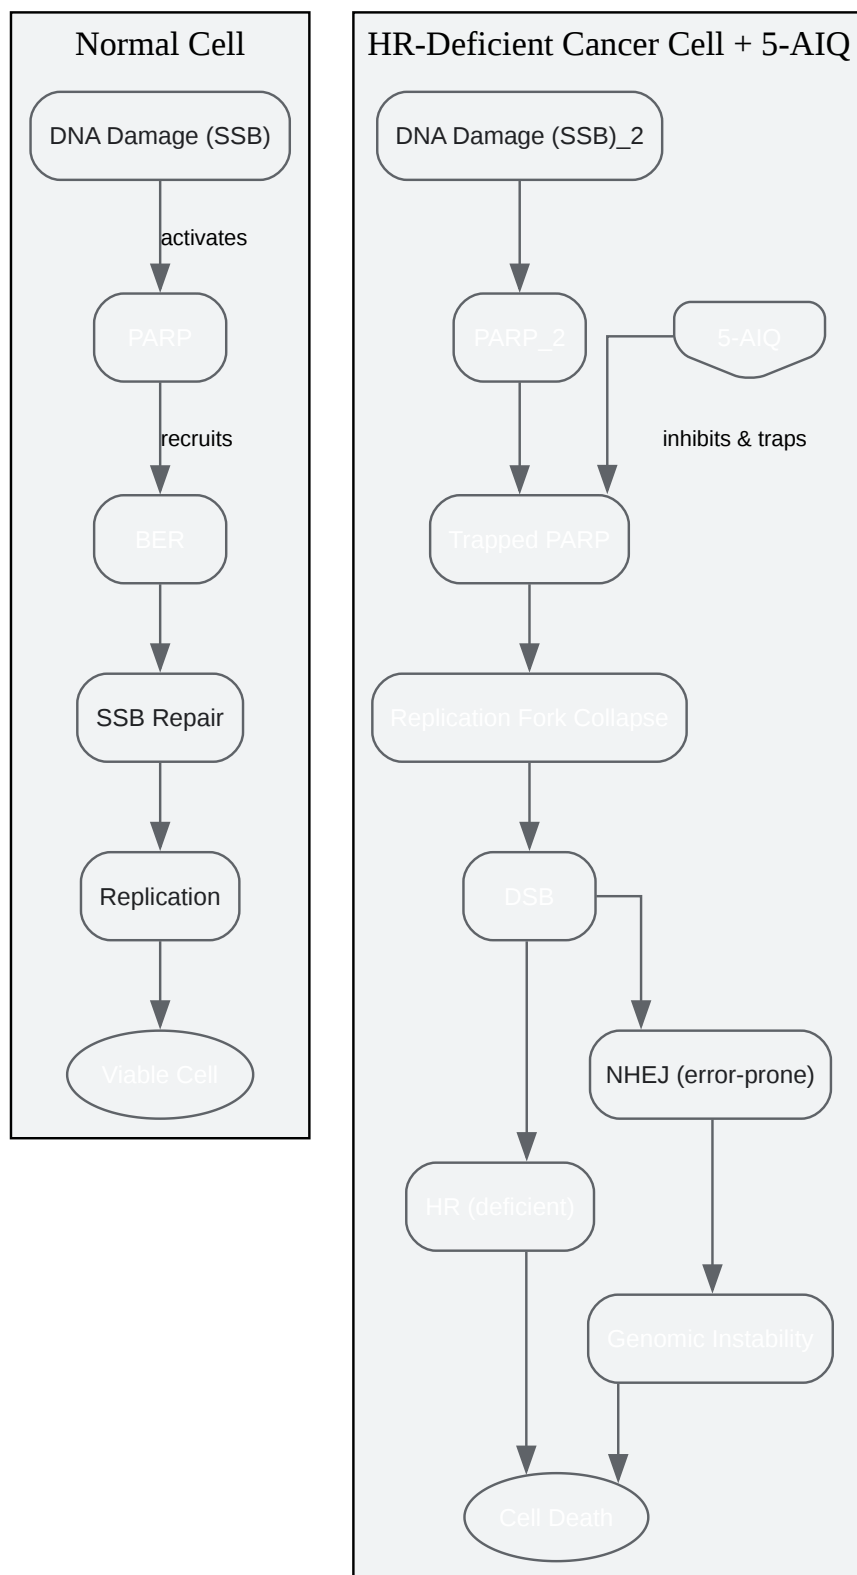 Normal Cell
DNA Damage (SSB)
activates
PARP
recruits
BER
SSB Repair
Replication
Viable Cell
HR-Deficient Cancer Cell + 5-AIQ
DNA Damage (SSB)_2
PARP_2
5-AIQ
inhibits & traps
Trapped PARP
Replication Fork Collapse
DSB
NHEJ (error-prone)
HR (deficient)
Genomic Instability
Cell Death